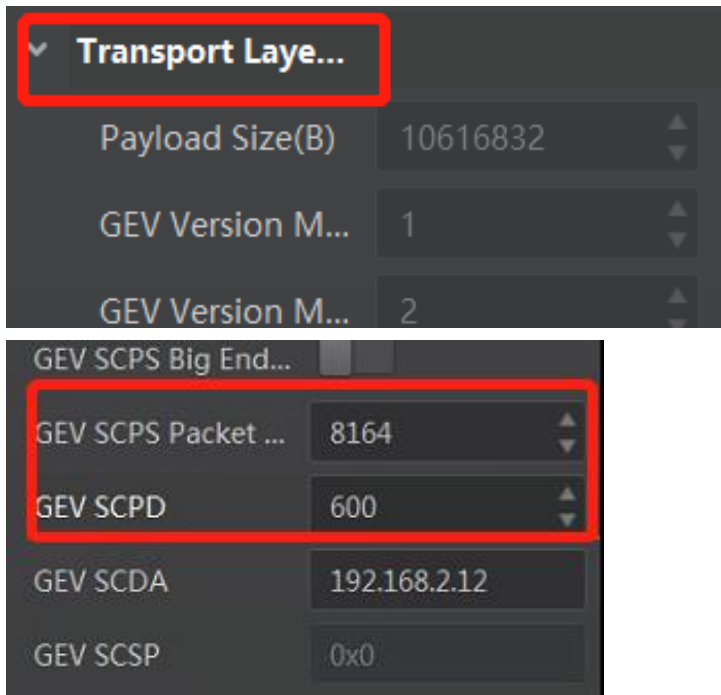 Transport Laye...
Payload Size(B) 10616832
GEV Version M... 1
GEV Version M... 2
GEV SCPS Big End...
GEV SCPS Packet ... 8164
GEV SCPD 600
GEV SCDA 192.168.2.12
GEV SCSP 0x0